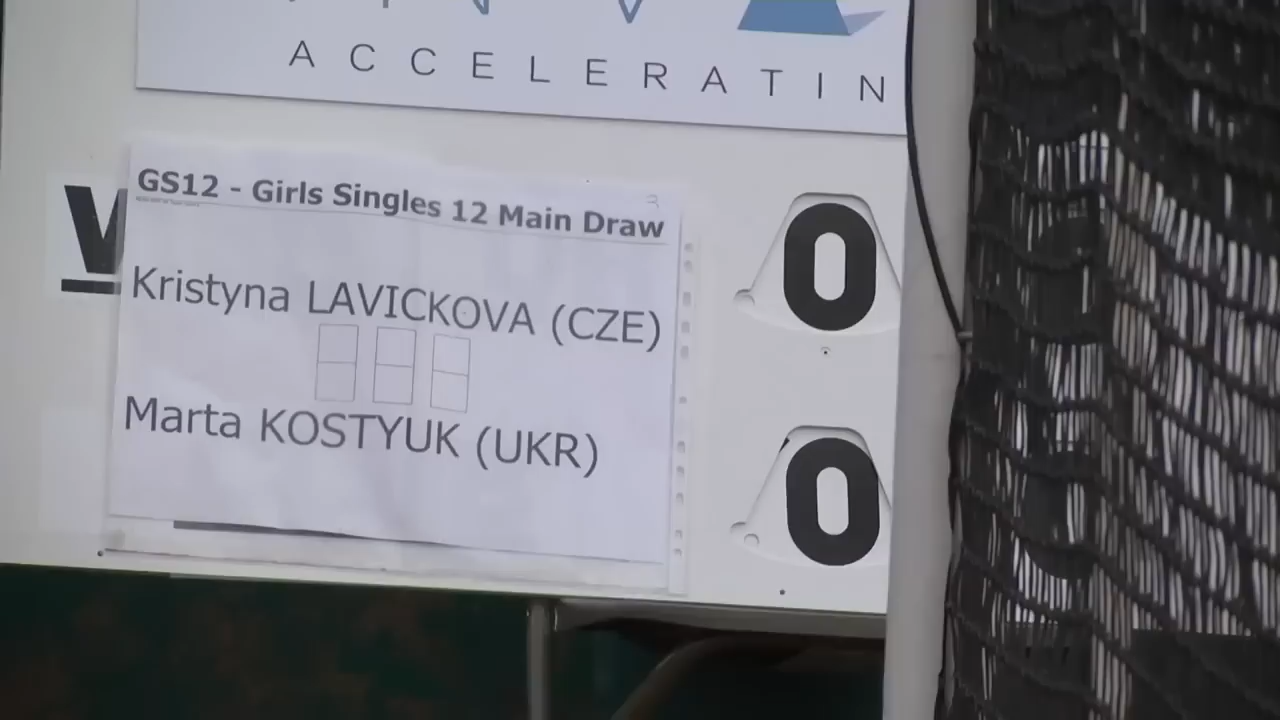 ACCELERATIN
GS12 - Girls Singles 12 Main Draw
Kristyna LAVICKOVA (CZE)
0
Marta KOSTYUK (UKR)
0